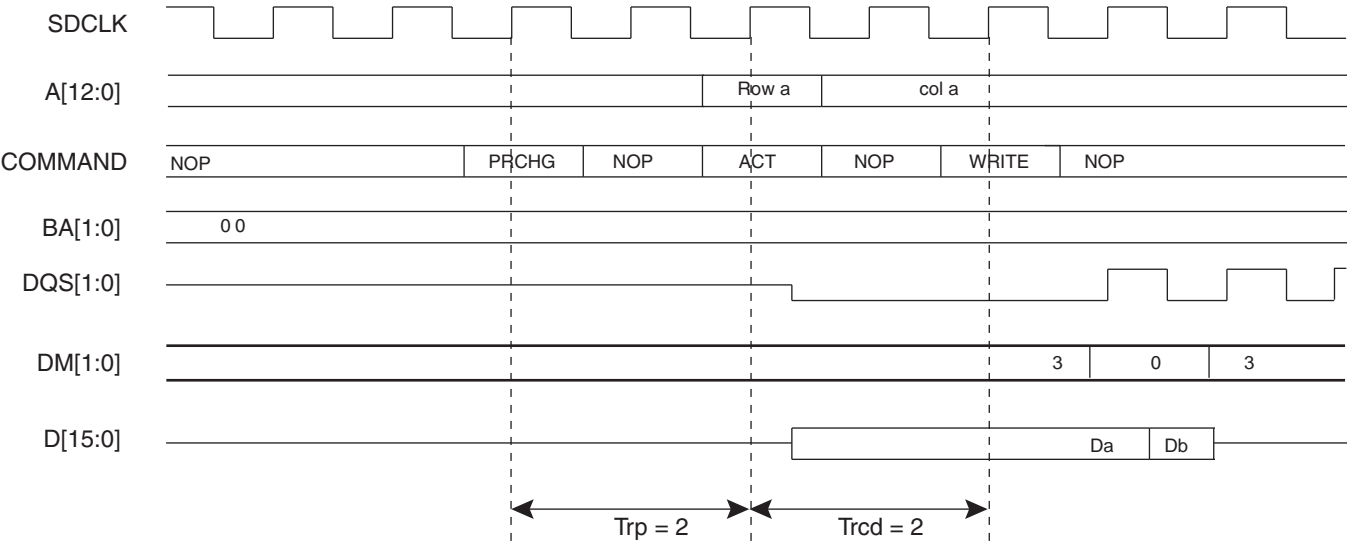 SDCLK
A[12:0] Row a col a
COMMAND NOP PRCHG NOP ACT NOP WRITE NOP
BA[1:0] 0 0
DQS[1:0]
DM[1:0] 3 0 3
D[15:0] Da Db
Trp = 2 Trcd = 2